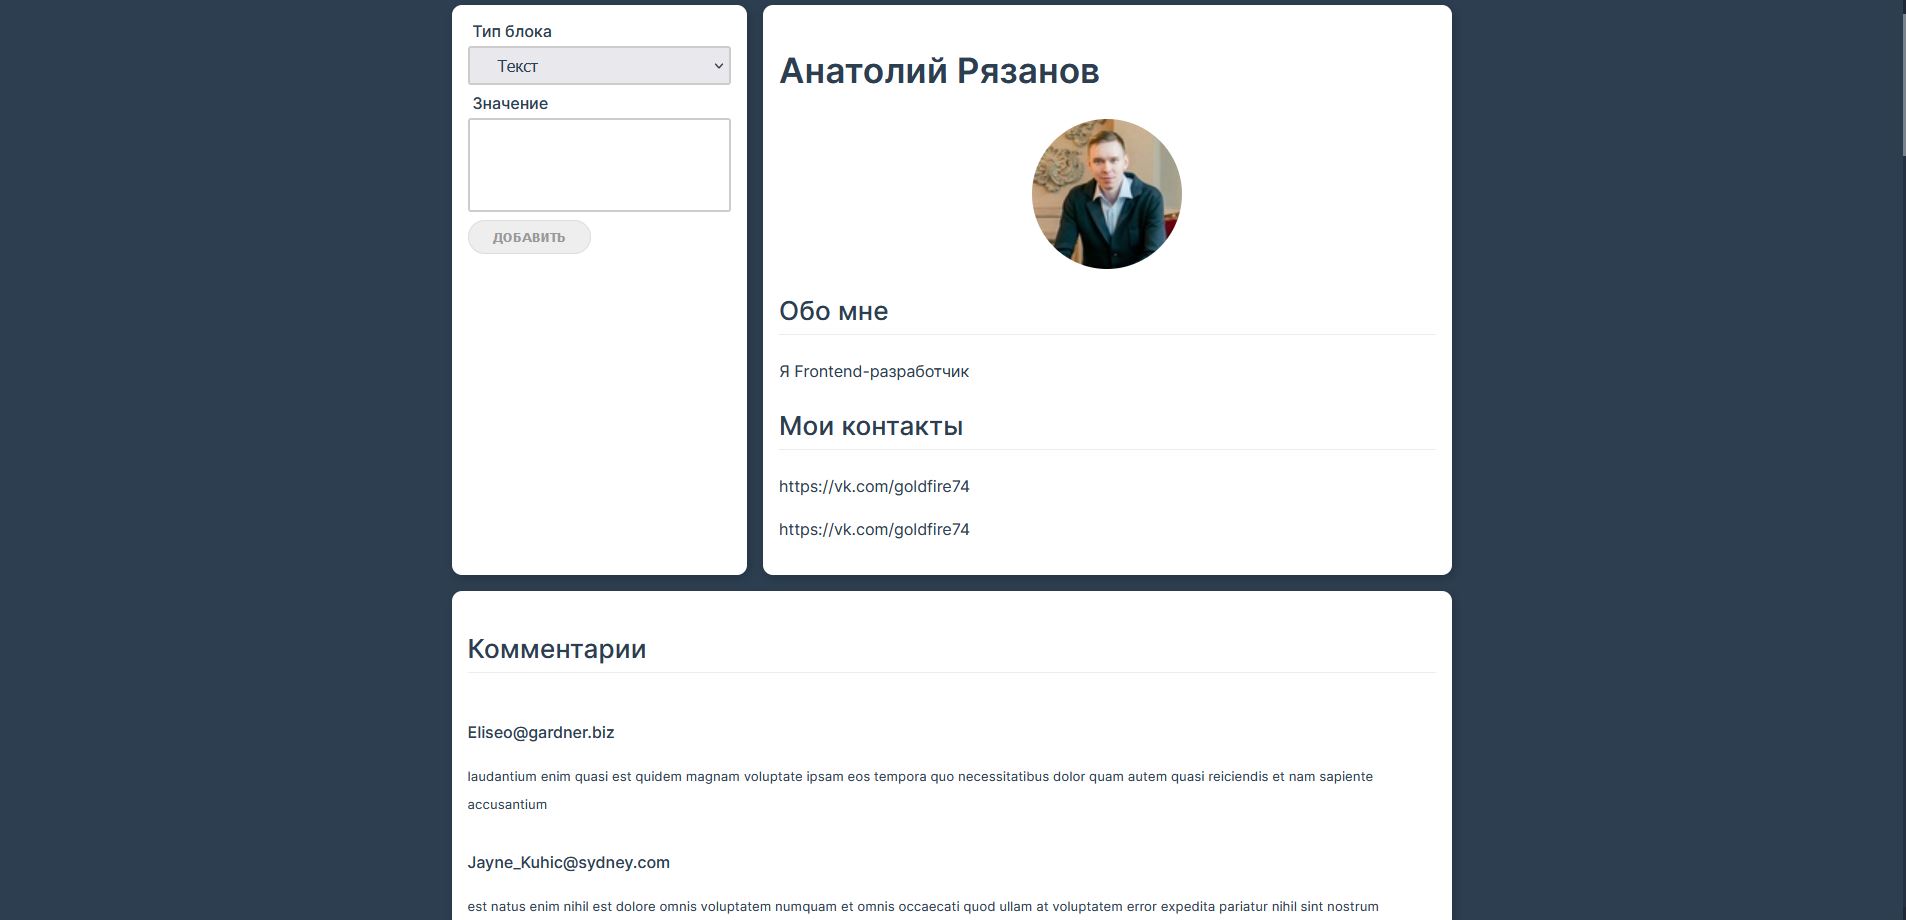 Тип блока
Текст
Значение
ДОБАВИТЬ
Анатолий Рязанов
Обо мне
Я Frontend-разработчик
Мои контакты
https://vk.com/goldfire74
https://vk.com/goldfire74
Комментарии
Eliseo@gardner.biz
laudantium enim quasi est quidem magnam voluptate ipsam eos tempora quo necessitatibus dolor quam autem quasi reiciendis et nam sapiente
accusantium
Jayne_Kuhic@sydney.com
est natus enim nihil est dolore omnis voluptatem numquam et omnis occaecati quod ullam at voluptatem error expedita pariatur nihil sint nostrum